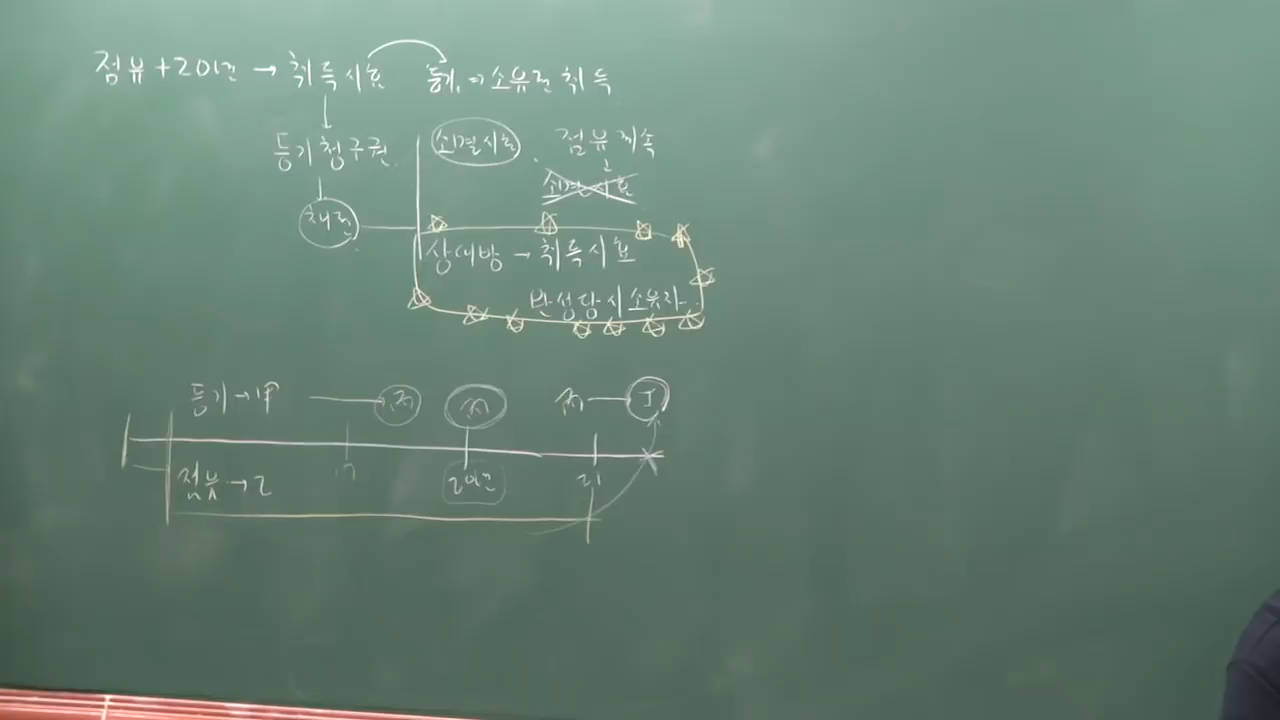 점유+20년 → 취득시효 등기 ⇒ 소유권 취득
등기청구권 소멸시효 점유계속
소멸시효
채권
상대방 → 취득시효
완성당시소유자
등기→甲 丙 丙 丁
점유→乙 17 20년 21